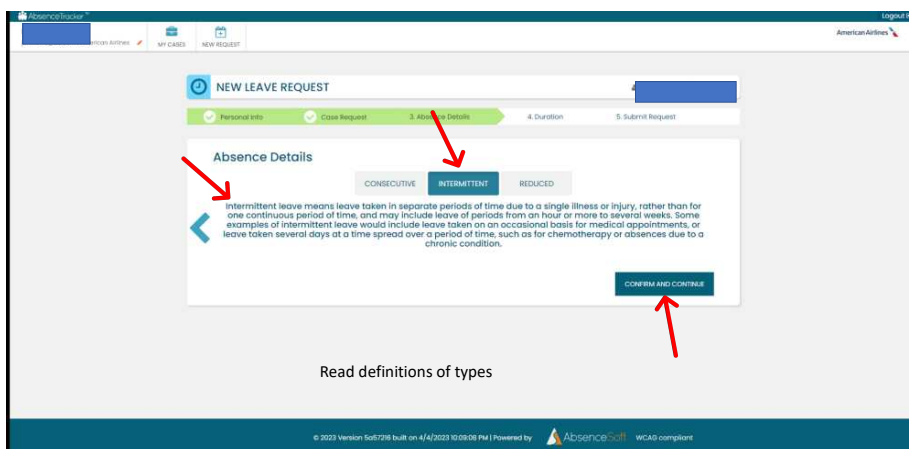 AbsenceTracker™
Logout
American Airlines
MY CASES
NEW REQUEST
American Airlines
NEW LEAVE REQUEST
Personal Info
Case Request
3. Absence Details
4. Duration
5. Submit Request
Absence Details
CONSECUTIVE
INTERMITTENT
REDUCED
Intermittent leave means leave taken in separate periods of time due to a single illness or injury, rather than for
one continuous period of time, and may include leave of periods from an hour or more to several weeks. Some
examples of intermittent leave would include leave taken on an occasional basis for medical appointments, or
leave taken several days at a time spread over a period of time, such as for chemotherapy or absences due to a
chronic condition.
CONFIRM AND CONTINUE
Read definitions of types
© 2023 Version 5a57216 built on 4/4/2023 10:09:08 PM | Powered by
AbsenceSoft
WCAG compliant